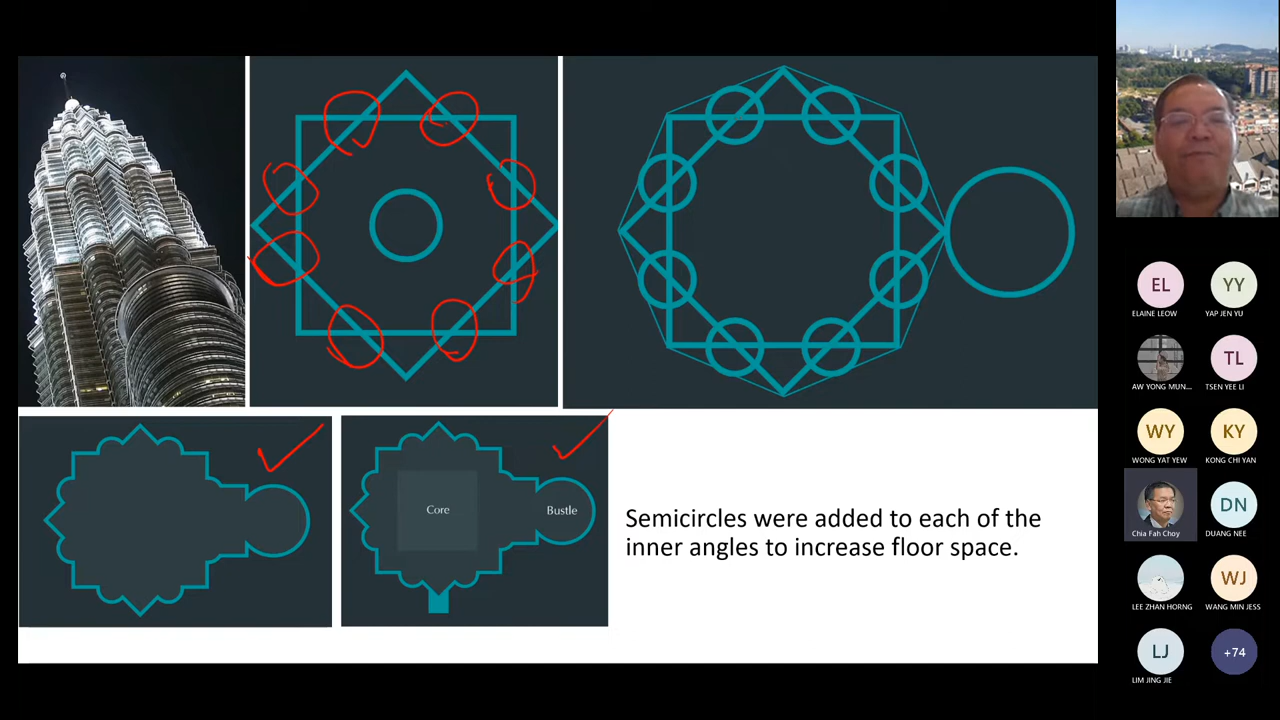 Core
Bustle
Semicircles were added to each of the
inner angles to increase floor space.
EL
ELAINE LEOW
YY
YAP JEN YU
AW YONG MUN...
TL
TSEN YEE LI
WY
WONG YAT YEW
KY
KONG CHI YAN
Chia Fah Choy
DN
DUANG NEE
LEE ZHAN HORNG
WJ
WANG MIN JESS
LJ
LIM JING JIE
+74